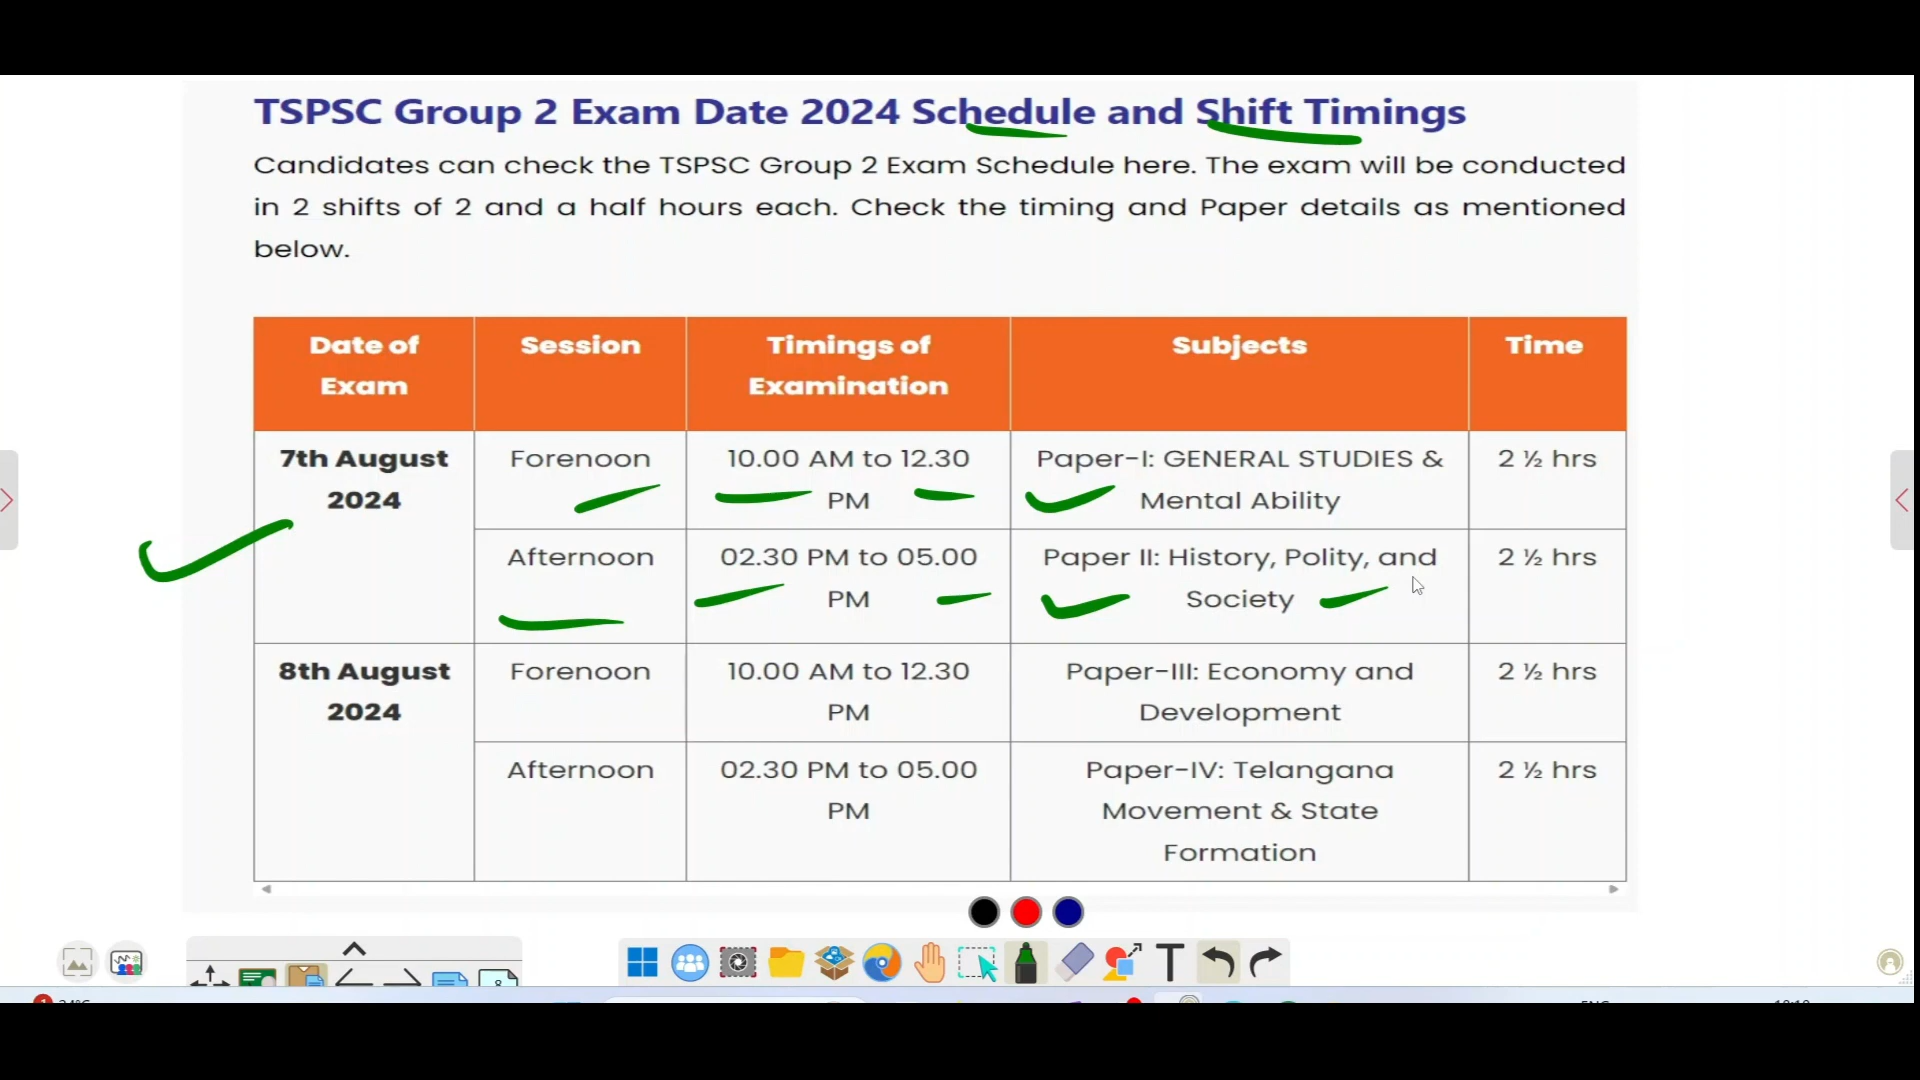 TSPSC Group 2 Exam Date 2024 Schedule and Shift Timings
Candidates can check the TSPSC Group 2 Exam Schedule here. The exam will be conducted
in 2 shifts of 2 and a half hours each. Check the timing and Paper details as mentioned
below.
Date of
Exam
Session
Timings of
Examination
Subjects
Time
7th August
2024
Forenoon
10.00 AM to 12.30
PM
Paper-I: GENERAL STUDIES &
Mental Ability
2 ½ hrs
Afternoon
02.30 PM to 05.00
PM
Paper II: History, Polity, and
Society
2 ½ hrs
8th August
2024
Forenoon
10.00 AM to 12.30
PM
Paper-III: Economy and
Development
2 ½ hrs
Afternoon
02.30 PM to 05.00
PM
Paper-IV: Telangana
Movement & State
Formation
2 ½ hrs